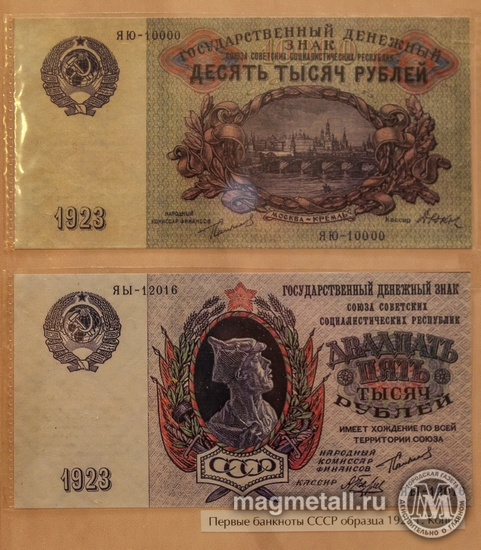 ЯЮ-10000
ГОСУДАРСТВЕННЫЙ ДЕНЕЖНЫЙ
ЗНАК
СОЮЗА СОВЕТСКИХ СОЦИАЛИСТИЧЕСКИХ РЕСПУБЛИК
ДЕСЯТЬ ТЫСЯЧ РУБЛЕЙ
1923
МОСКВА-КРЕМЛЬ
НАРОДНЫЙ
КОМИССАР ФИНАНСОВ
Кассир
ЯЮ-10000
ЯЫ-12016
ГОСУДАРСТВЕННЫЙ ДЕНЕЖНЫЙ ЗНАК
СОЮЗА СОВЕТСКИХ
СОЦИАЛИСТИЧЕСКИХ РЕСПУБЛИК
ДВАДЦАТЬ
ПЯТЬ
ТЫСЯЧ
РУБЛЕЙ
ИМЕЕТ ХОЖДЕНИЕ ПО ВСЕЙ
ТЕРРИТОРИИ СОЮЗА
НАРОДНЫЙ
КОМИССАР
ФИНАНСОВ
КАССИР
СССР
1923
magmetall.ru
Первые банкноты СССР образца